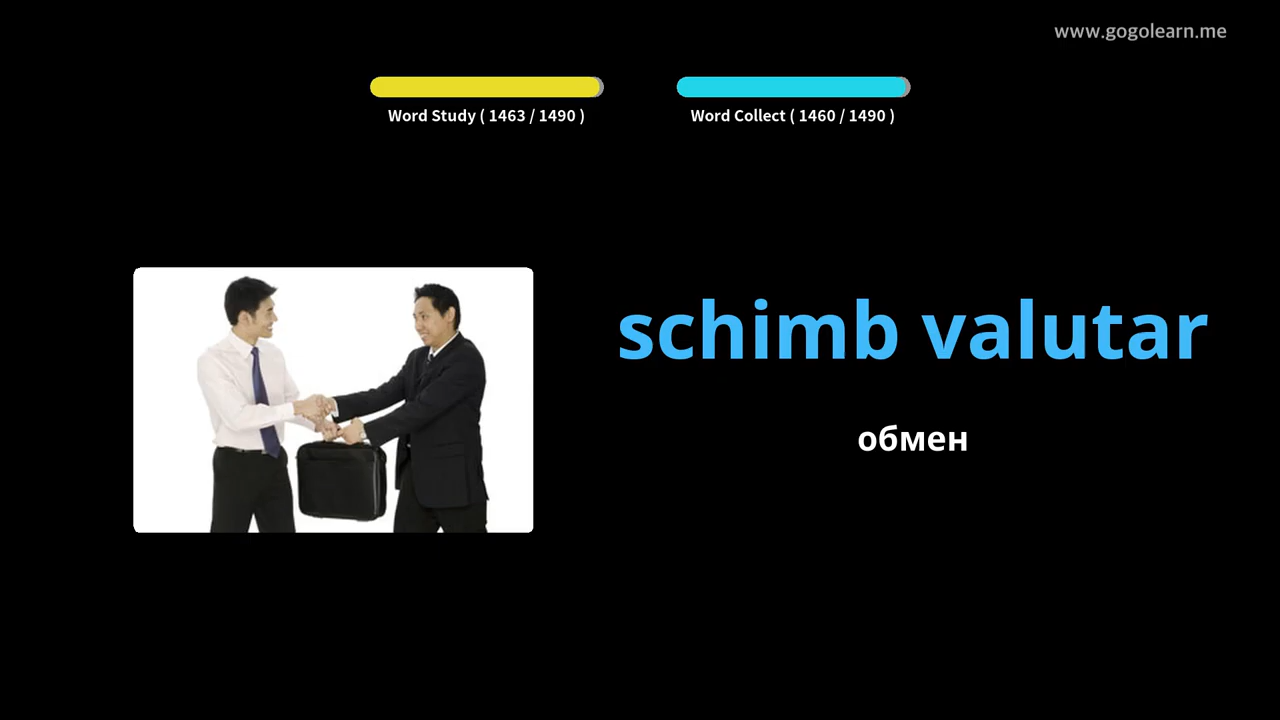 www.gogolearn.me
Word Study ( 1463 / 1490 )
Word Collect ( 1460 / 1490 )
schimb valutar
обмен